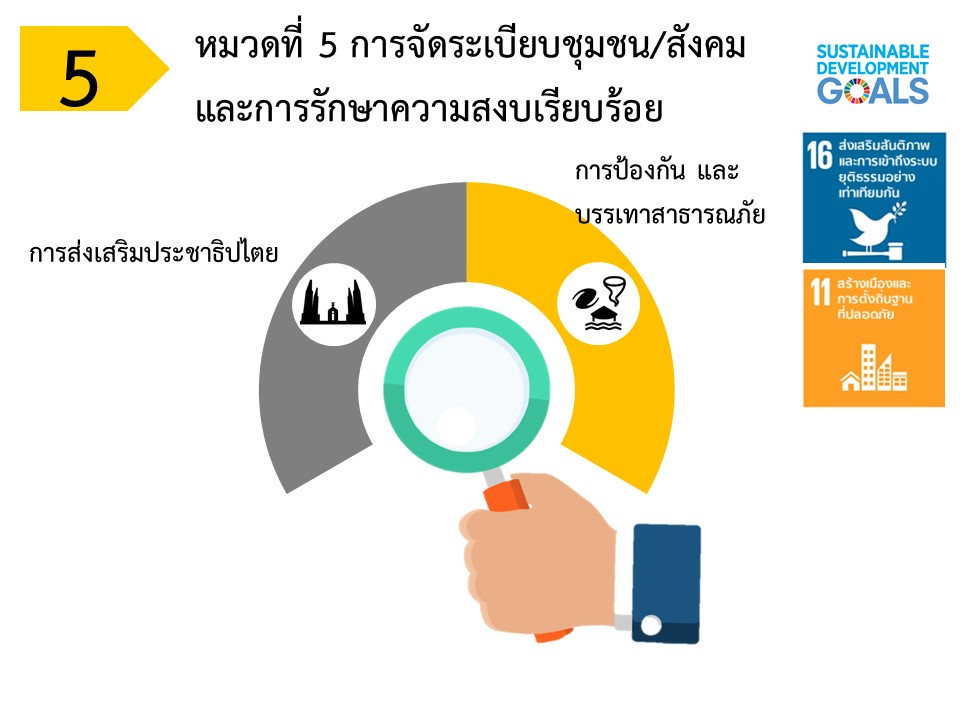 5
หมวดที่ 5 การจัดระเบียบชุมชน/สังคม
และการรักษาความสงบเรียบร้อย
SUSTAINABLE
DEVELOPMENT
GOALS
16
ส่งเสริมสันติภาพ
และการเข้าถึงระบบ
ยุติธรรมอย่าง
เท่าเทียมกัน
การป้องกัน และ
บรรเทาสาธารณภัย
การส่งเสริมประชาธิปไตย
11
สร้างเมืองและ
การตั้งถิ่นฐาน
ที่ปลอดภัย